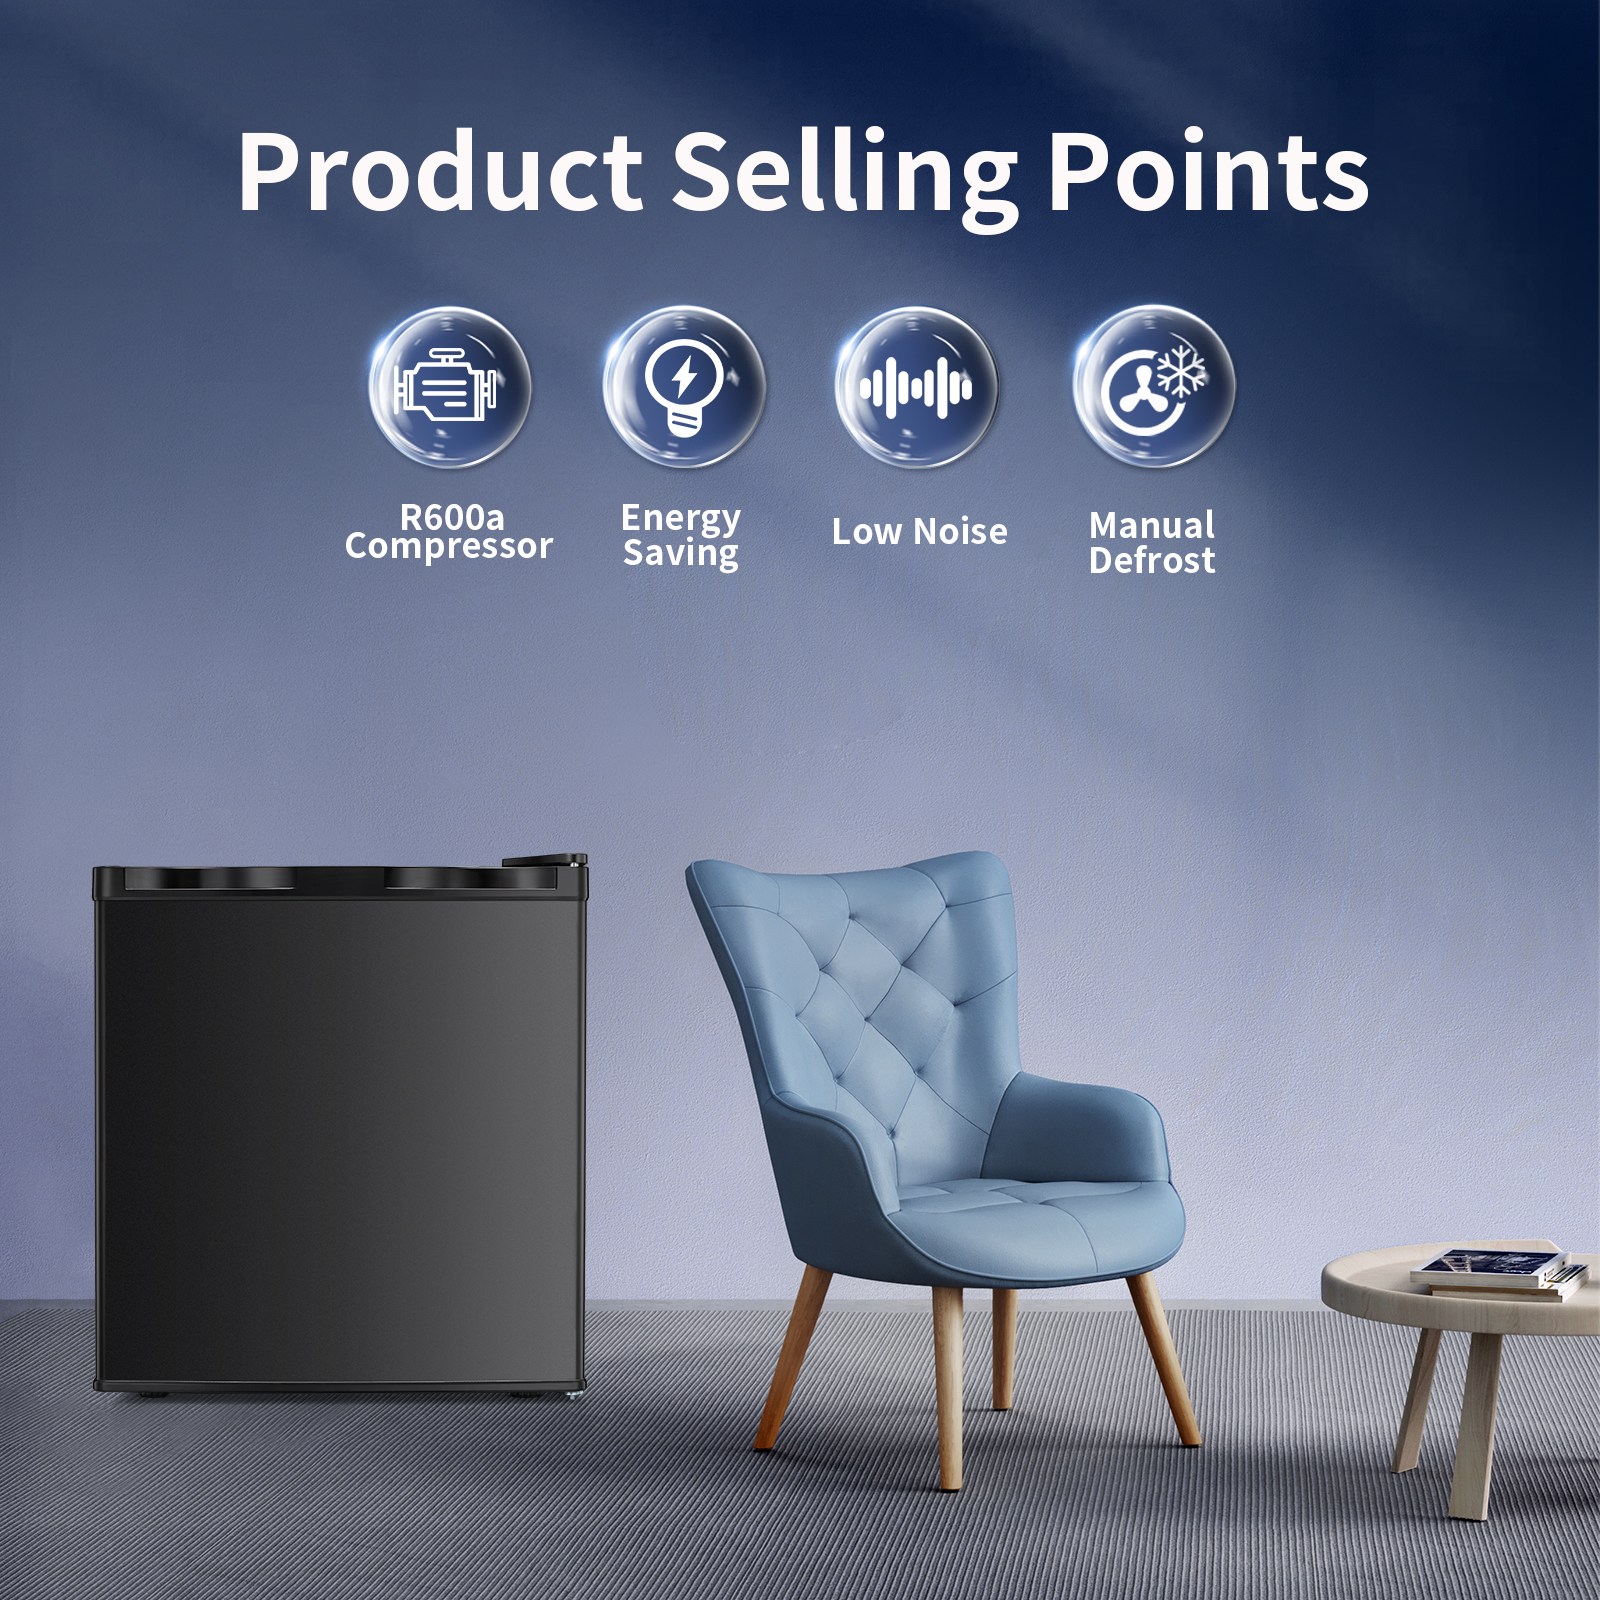 Product Selling Points
R600a
Compressor
Energy
Saving
Low Noise
Manual
Defrost